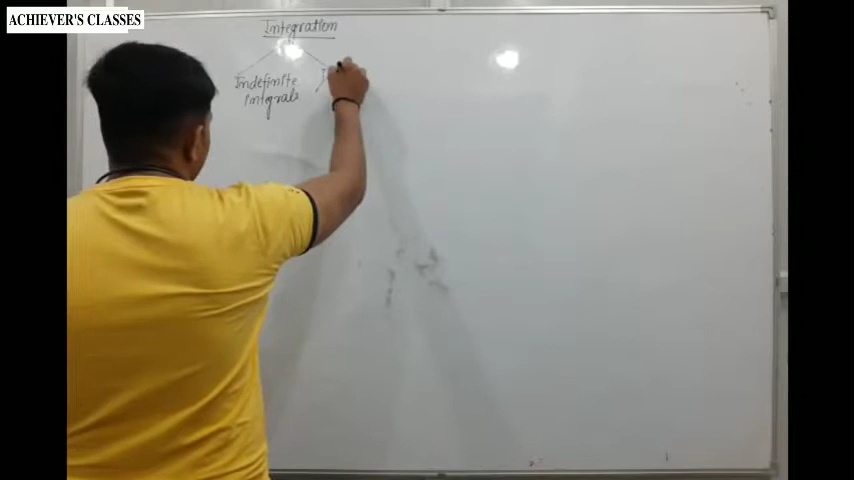 ACHIEVER'S CLASSES
Integration
Indefinite
integrals